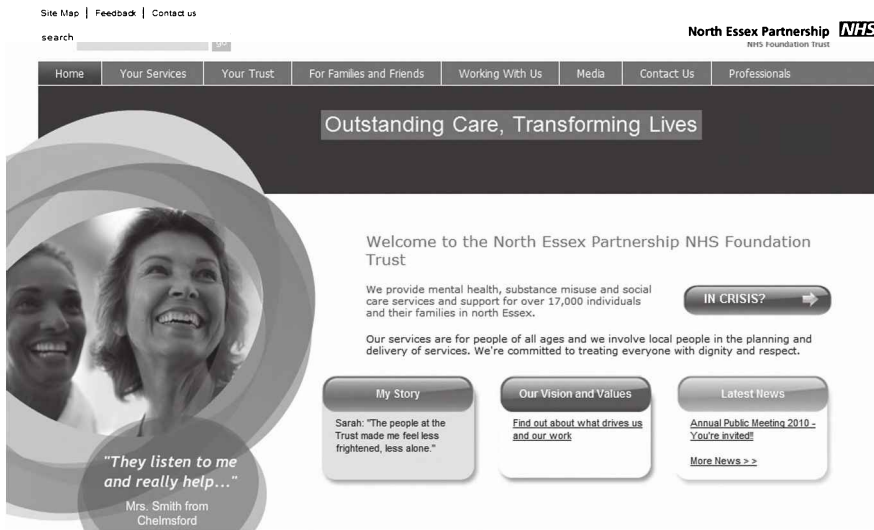 Site Map | Feedback | Contact us
search
go
North Essex Partnership NHS
NHS Foundation Trust
Home Your Services Your Trust For Families and Friends Working With Us Media Contact Us Professionals
Outstanding Care, Transforming Lives
Welcome to the North Essex Partnership NHS Foundation
Trust
We provide mental health, substance misuse and social
care services and support for over 17,000 individuals
and their families in north Essex.
IN CRISIS?
Our services are for people of all ages and we involve local people in the planning and
delivery of services. We're committed to treating everyone with dignity and respect.
My Story
Sarah: "The people at the
Trust made me feel less
frightened, less alone."
Our Vision and Values
Find out about what drives us
and our work
Latest News
Annual Public Meeting 2010 -
You're invited!!
More News > >
"They listen to me
and really help..."
Mrs. Smith from
Chelmsford